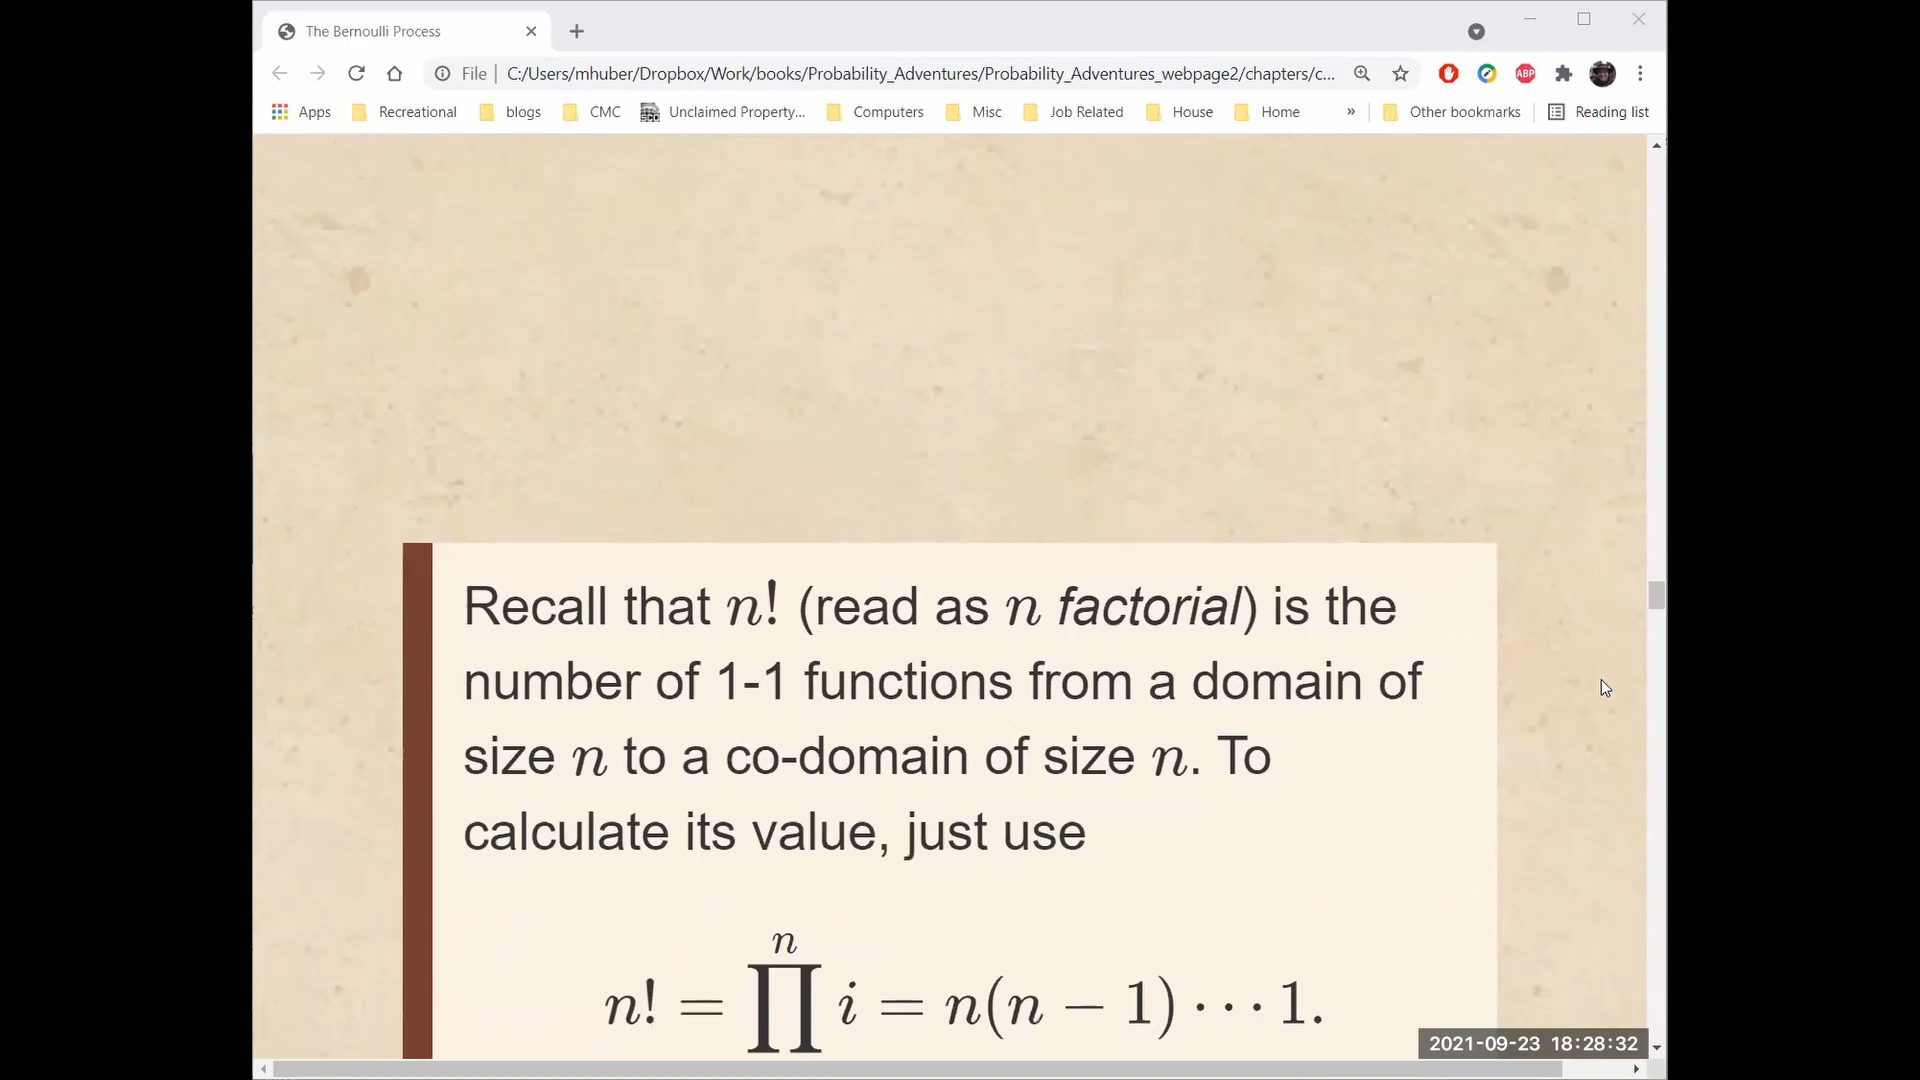 The Bernoulli Process
File | C:/Users/mhuber/Dropbox/Work/books/Probability_Adventures/Probability_Adventures_webpage2/chapters/c...
ABP
Apps Recreational blogs CMC Unclaimed Property... Computers Misc Job Related House Home » Other bookmarks Reading list
Recall that n! (read as n factorial) is the
number of 1-1 functions from a domain of
size n to a co-domain of size n. To
calculate its value, just use
n
n! = ∏ i = n(n − 1) ⋯ 1.
2021-09-23 18:28:32